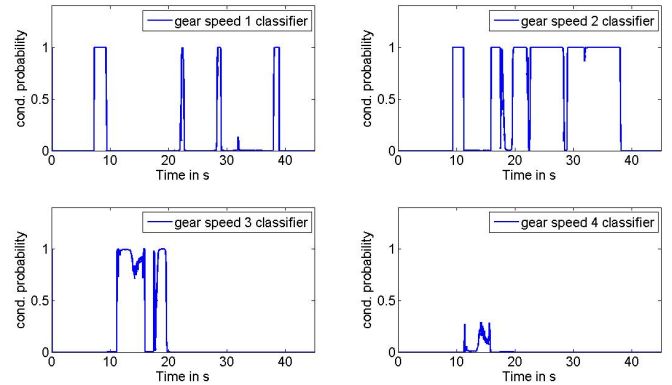 gear speed 1 classifier
cond. probability
1
0.5
0
0 10 20 30 40
Time in s
gear speed 2 classifier
cond. probability
1
0.5
0
0 10 20 30 40
Time in s
gear speed 3 classifier
cond. probability
1
0.5
0
0 10 20 30 40
Time in s
gear speed 4 classifier
cond. probability
1
0.5
0
0 10 20 30 40
Time in s